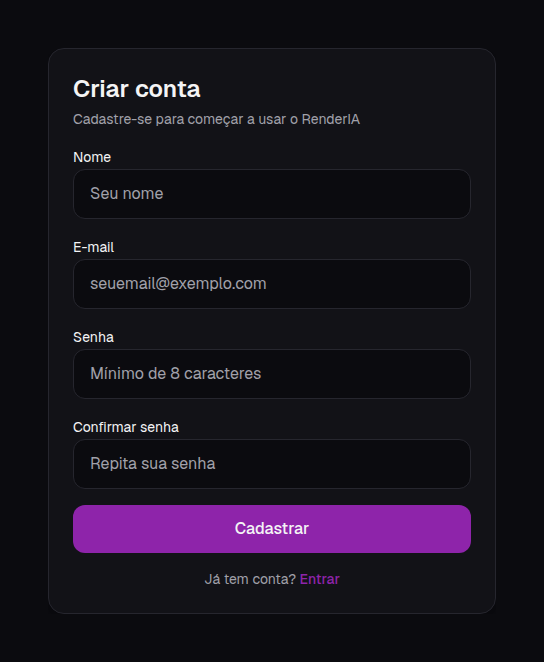 Criar conta
Cadastre-se para começar a usar o RenderIA
Nome
Seu nome
E-mail
seuemail@exemplo.com
Senha
Mínimo de 8 caracteres
Confirmar senha
Repita sua senha
Cadastrar
Já tem conta? Entrar